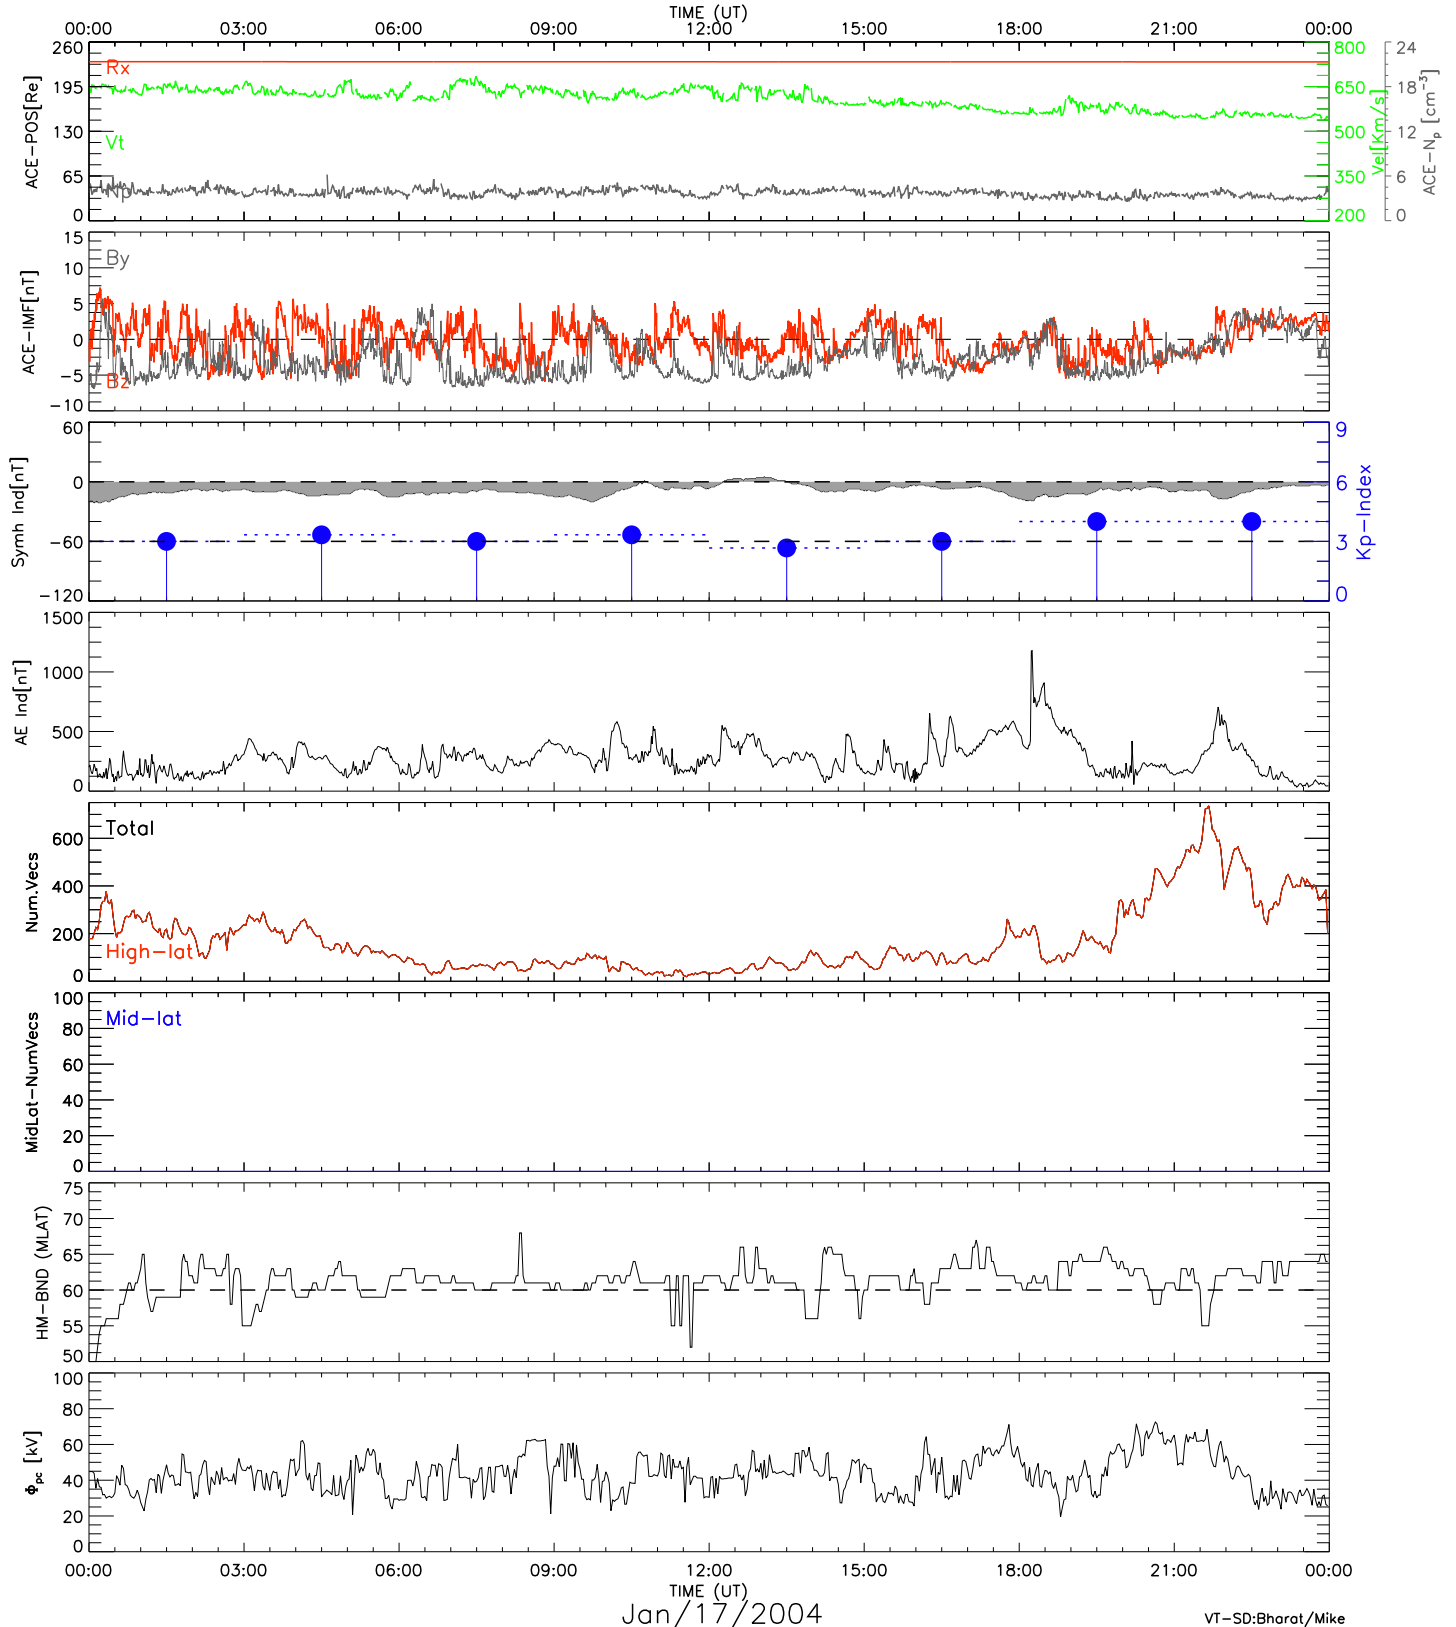 TIME (UT)
00:00 03:00 06:00 09:00 12:00 15:00 18:00 21:00 00:00
ACE-POS[Re]
260
195
130
65
0
Rx
Vt
Np
800
650
500
350
200
Vel[Km/s]
24
18
12
6
0
ACE-Np [cm⁻³]
ACE-IMF[nT]
15
10
5
0
-5
-10
By
Bz
Symh Ind[nT]
60
0
-60
-120
9
6
3
0
Kp-Index
AE Ind[nT]
1500
1000
500
0
Num.Vecs
600
400
200
0
Total
High-lat
MidLat-NumVecs
100
80
60
40
20
0
Mid-lat
HM-BND (MLAT)
75
70
65
60
55
50
Φpc [kV]
100
80
60
40
20
0
00:00 03:00 06:00 09:00 12:00 15:00 18:00 21:00 00:00
TIME (UT)
Jan/17/2004
VT-SD:Bharat/Mike